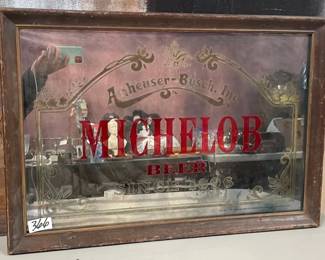 Anheuser-Busch, Inc.
MICHELOB
BEER
366